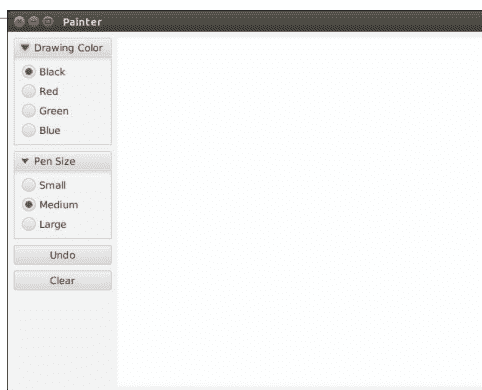 Painter
Drawing Color
Black
Red
Green
Blue
Pen Size
Small
Medium
Large
Undo
Clear